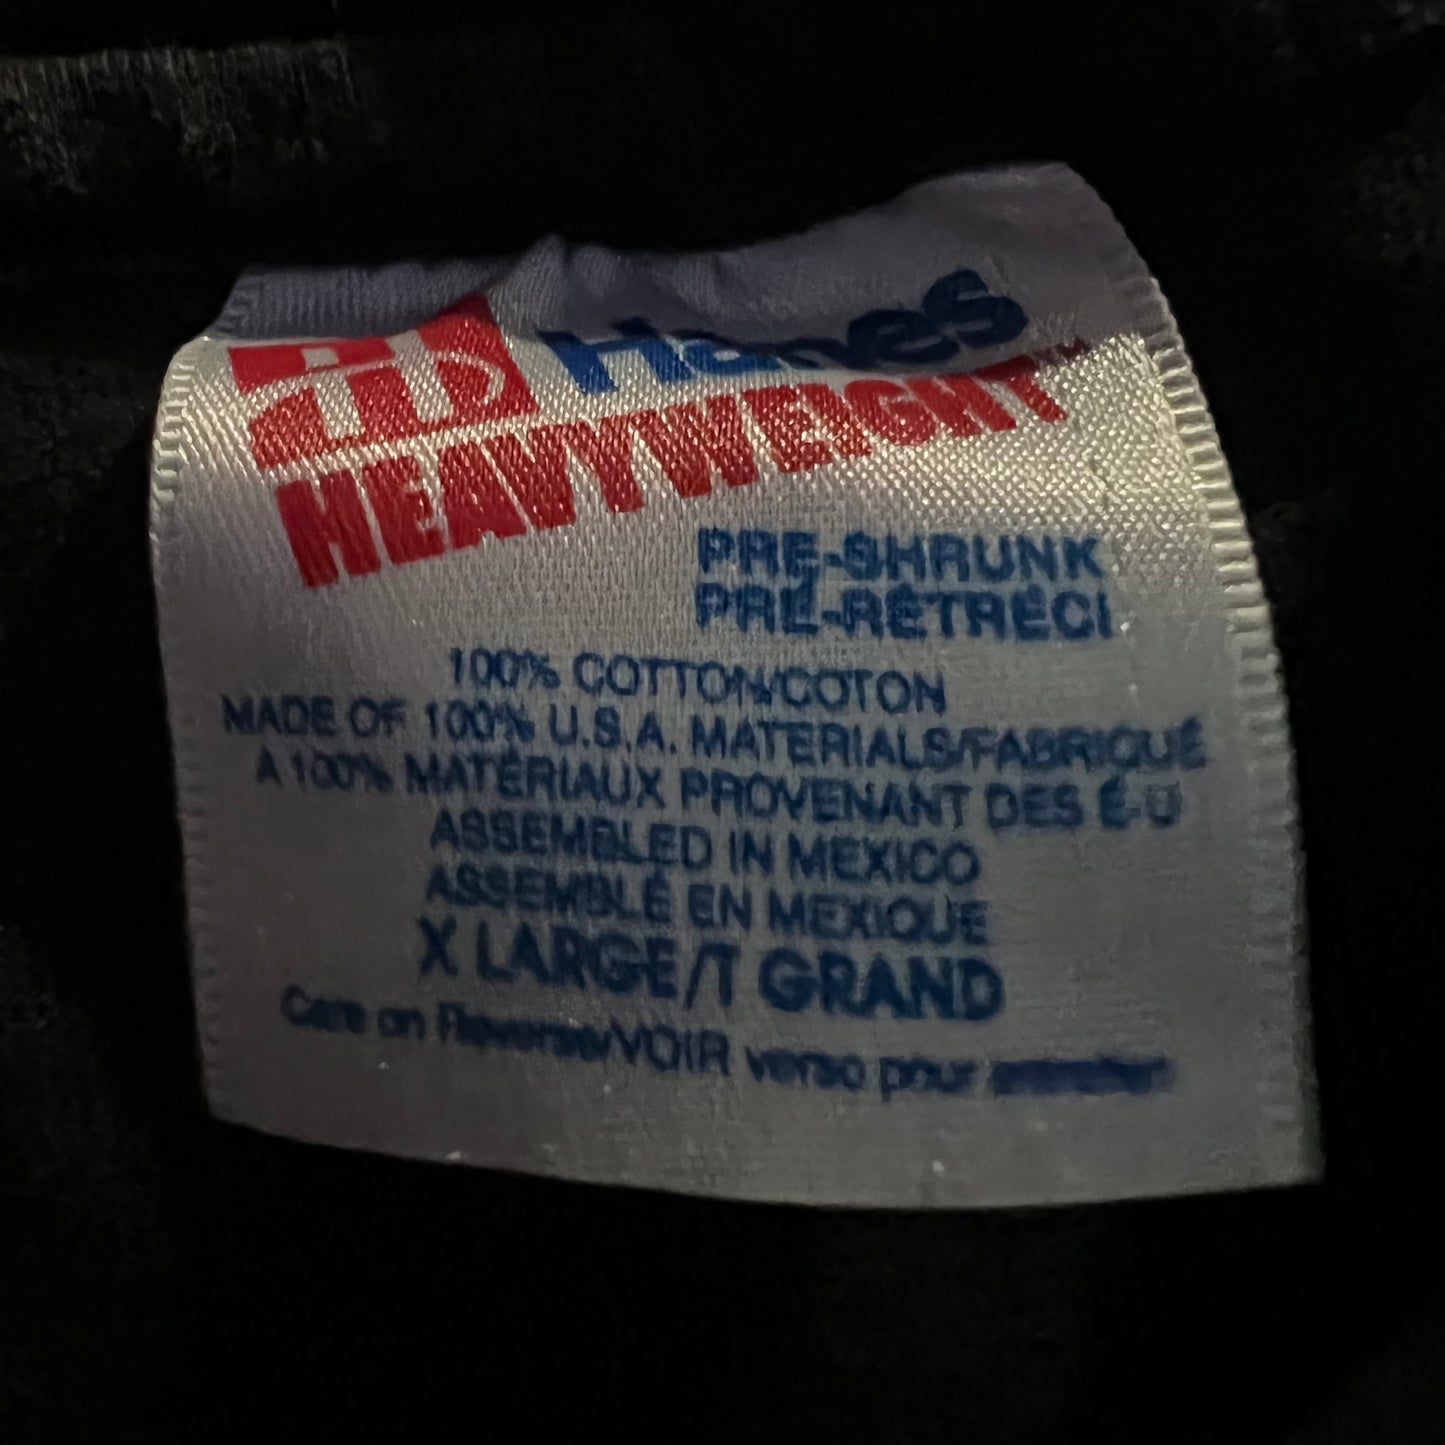 Hanes
HEAVYWEIGHT™
PRE-SHRUNK
PRÉ-RÉTRÉCI
100% COTTON/COTON
MADE OF 100% U.S.A. MATERIALS/FABRIQUÉ
A 100% MATÉRIAUX PROVENANT DES É-U
ASSEMBLED IN MEXICO
ASSEMBLÉ EN MEXIQUE
X LARGE/T GRAND
Care on Reverse/VOIR verso pour